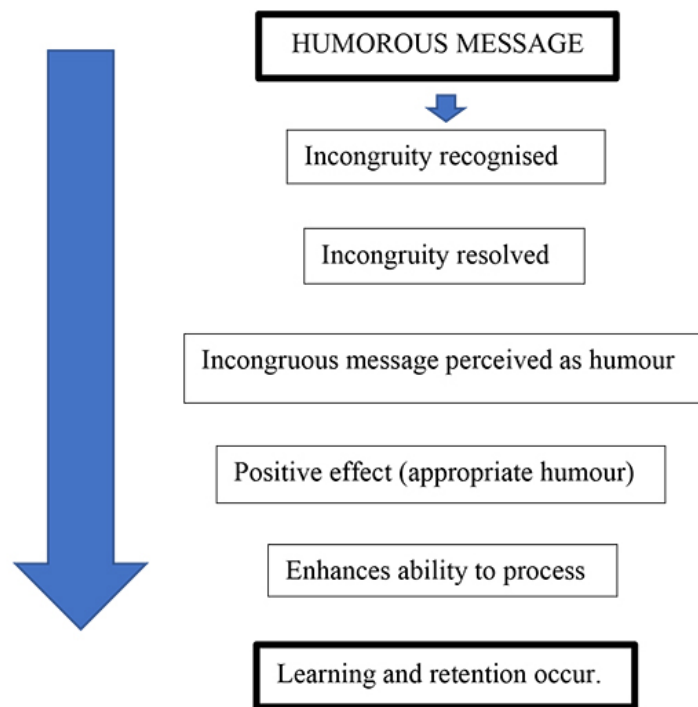 HUMOROUS MESSAGE
Incongruity recognised
Incongruity resolved
Incongruous message perceived as humour
Positive effect (appropriate humour)
Enhances ability to process
Learning and retention occur.